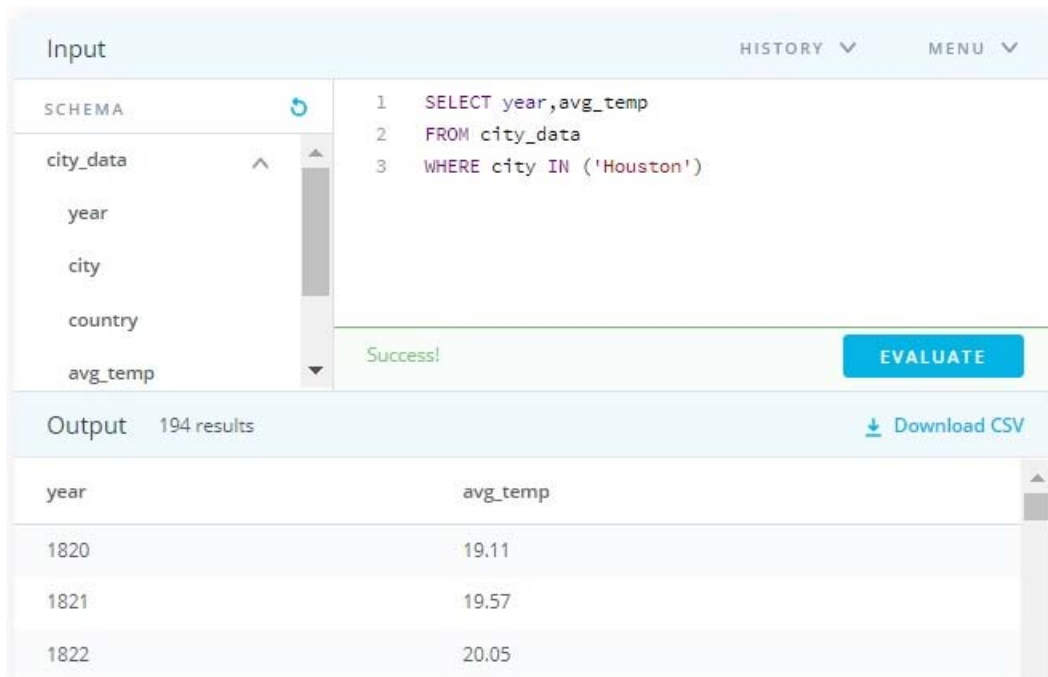 Input HISTORY MENU
SCHEMA
city_data
year
city
country
avg_temp
1 SELECT year,avg_temp
2 FROM city_data
3 WHERE city IN ('Houston')
Success! EVALUATE
Output 194 results Download CSV
year avg_temp
1820 19.11
1821 19.57
1822 20.05